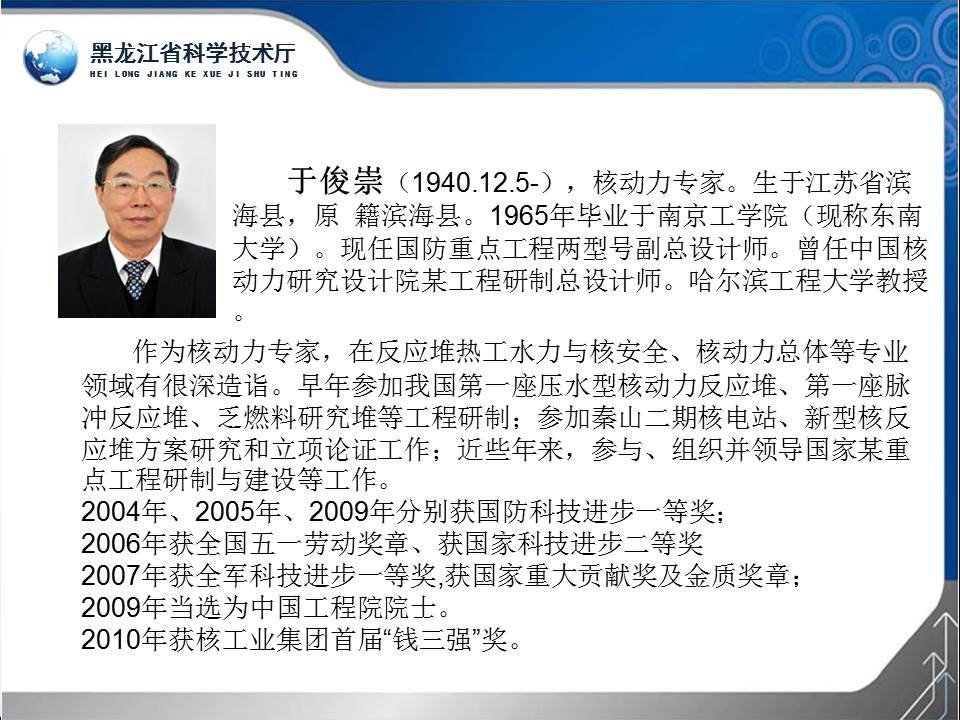 黑龙江省科学技术厅
HEI LONG JIANG KE XUE JI SHU TING
于俊崇（1940.12.5-），核动力专家。生于江苏省滨
海县，原 籍滨海县。1965年毕业于南京工学院（现称东南
大学）。现任国防重点工程两型号副总设计师。曾任中国核
动力研究设计院某工程研制总设计师。哈尔滨工程大学教授
。
作为核动力专家，在反应堆热工水力与核安全、核动力总体等专业
领域有很深造诣。早年参加我国第一座压水型核动力反应堆、第一座脉
冲反应堆、乏燃料研究堆等工程研制；参加秦山二期核电站、新型核反
应堆方案研究和立项论证工作；近些年来，参与、组织并领导国家某重
点工程研制与建设等工作。
2004年、2005年、2009年分别获国防科技进步一等奖；
2006年获全国五一劳动奖章、获国家科技进步二等奖
2007年获全军科技进步一等奖,获国家重大贡献奖及金质奖章；
2009年当选为中国工程院院士。
2010年获核工业集团首届“钱三强”奖。